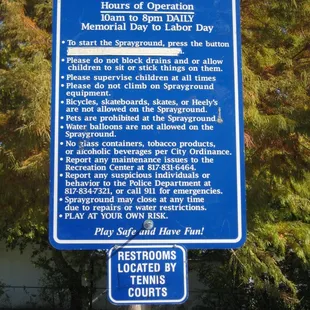 Hours of Operation
10am to 8pm DAILY
Memorial Day to Labor Day
• To start the Sprayground, press the button
• Please do not block drains and or allow
children to sit or stick things on them.
• Please supervise children at all times
• Please do not climb on Sprayground
equipment.
• Bicycles, skateboards, skates, or Heely's
are not allowed on the Sprayground.
• Pets are prohibited at the Sprayground
• Water balloons are not allowed on the
Sprayground.
• No glass containers, tobacco products,
or alcoholic beverages per City Ordinance.
• Report any maintenance issues to the
Recreation Center at 817-831-6464.
• Report any suspicious individuals or
behavior to the Police Department at
817-834-7321, or call 911 for emergencies.
• Sprayground may close at any time
due to repairs or water restrictions.
• PLAY AT YOUR OWN RISK.
Play Safe and Have Fun!
RESTROOMS
LOCATED BY
TENNIS
COURTS